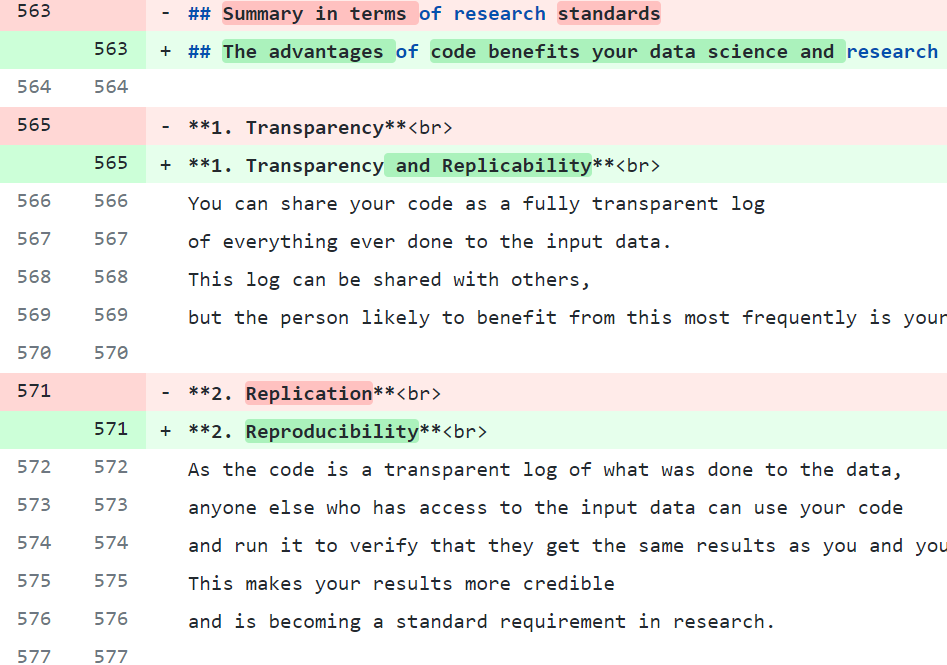 563 - ## Summary in terms of research standards
563 + ## The advantages of code benefits your data science and research
564 564
565 - **1. Transparency**<br>
565 + **1. Transparency and Replicability**<br>
566 566 You can share your code as a fully transparent log
567 567 of everything ever done to the input data.
568 568 This log can be shared with others,
569 569 but the person likely to benefit from this most frequently is your
570 570
571 - **2. Replication**<br>
571 + **2. Reproducibility**<br>
572 572 As the code is a transparent log of what was done to the data,
573 573 anyone else who has access to the input data can use your code
574 574 and run it to verify that they get the same results as you and you
575 575 This makes your results more credible
576 576 and is becoming a standard requirement in research.
577 577